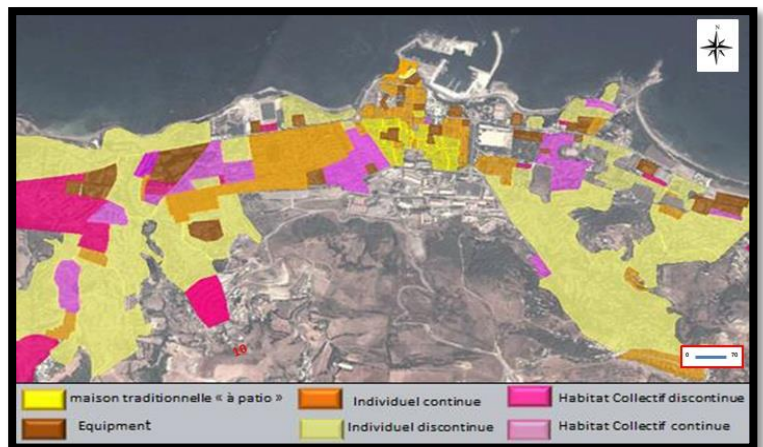 N
10
0 70
maison traditionnelle « à patio »
Individuel continue
Habitat Collectif discontinue
Equipment
Individuel discontinue
Habitat Collectif continue